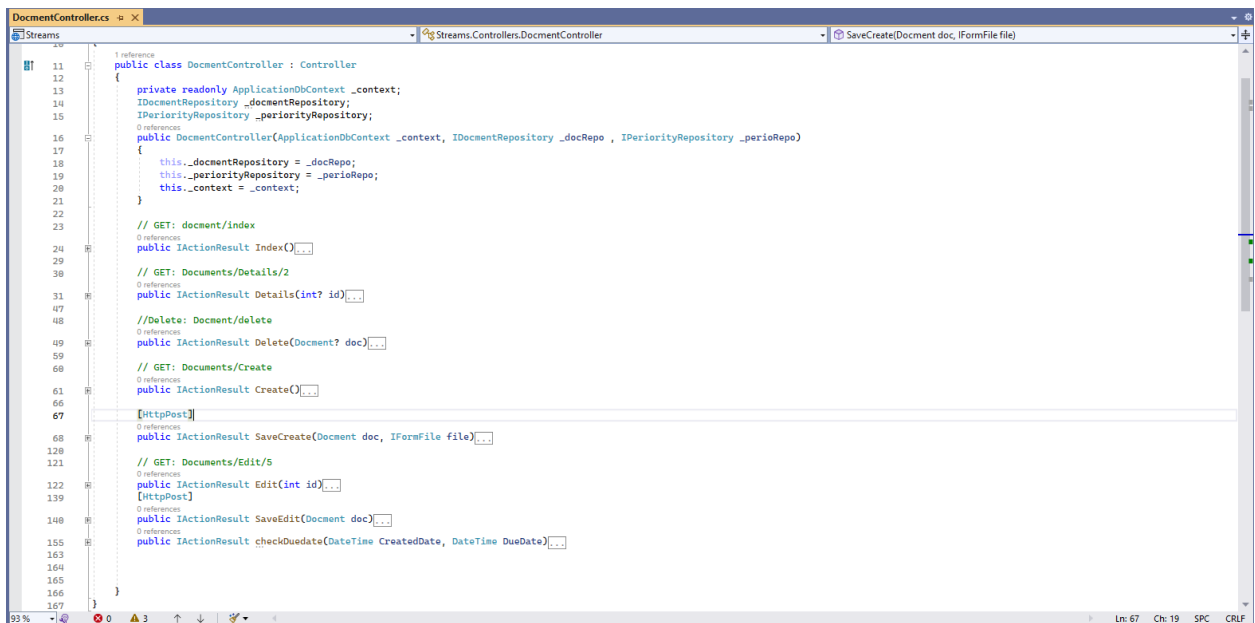 DocmentController.cs
Streams
Streams.Controllers.DocmentController
SaveCreate(Docment doc, IFormFile file)
10 {
1 reference
11 public class DocmentController : Controller
12 {
13 private readonly ApplicationDbContext _context;
14 IDocmentRepository _docmentRepository;
15 IPeriorityRepository _periorityRepository;
0 references
16 public DocmentController(ApplicationDbContext _context, IDocmentRepository _docRepo , IPeriorityRepository _perioRepo)
17 {
18 this._docmentRepository = _docRepo;
19 this._periorityRepository = _perioRepo;
20 this._context = _context;
21 }
22
23 // GET: docment/index
0 references
24 public IActionResult Index()...
29
30 // GET: Documents/Details/2
0 references
31 public IActionResult Details(int? id)...
47
48 //Delete: Docment/delete
0 references
49 public IActionResult Delete(Docment? doc)...
59
60 // GET: Documents/Create
0 references
61 public IActionResult Create()...
66
67 [HttpPost]
0 references
68 public IActionResult SaveCreate(Docment doc, IFormFile file)...
120
121 // GET: Documents/Edit/5
0 references
122 public IActionResult Edit(int id)...
139 [HttpPost]
0 references
140 public IActionResult SaveEdit(Docment doc)...
0 references
155 public IActionResult checkDuedate(DateTime CreatedDate, DateTime DueDate)...
163
164
165
166 }
167 }
93 % 0 3 Ln: 67 Ch: 19 SPC CRLF